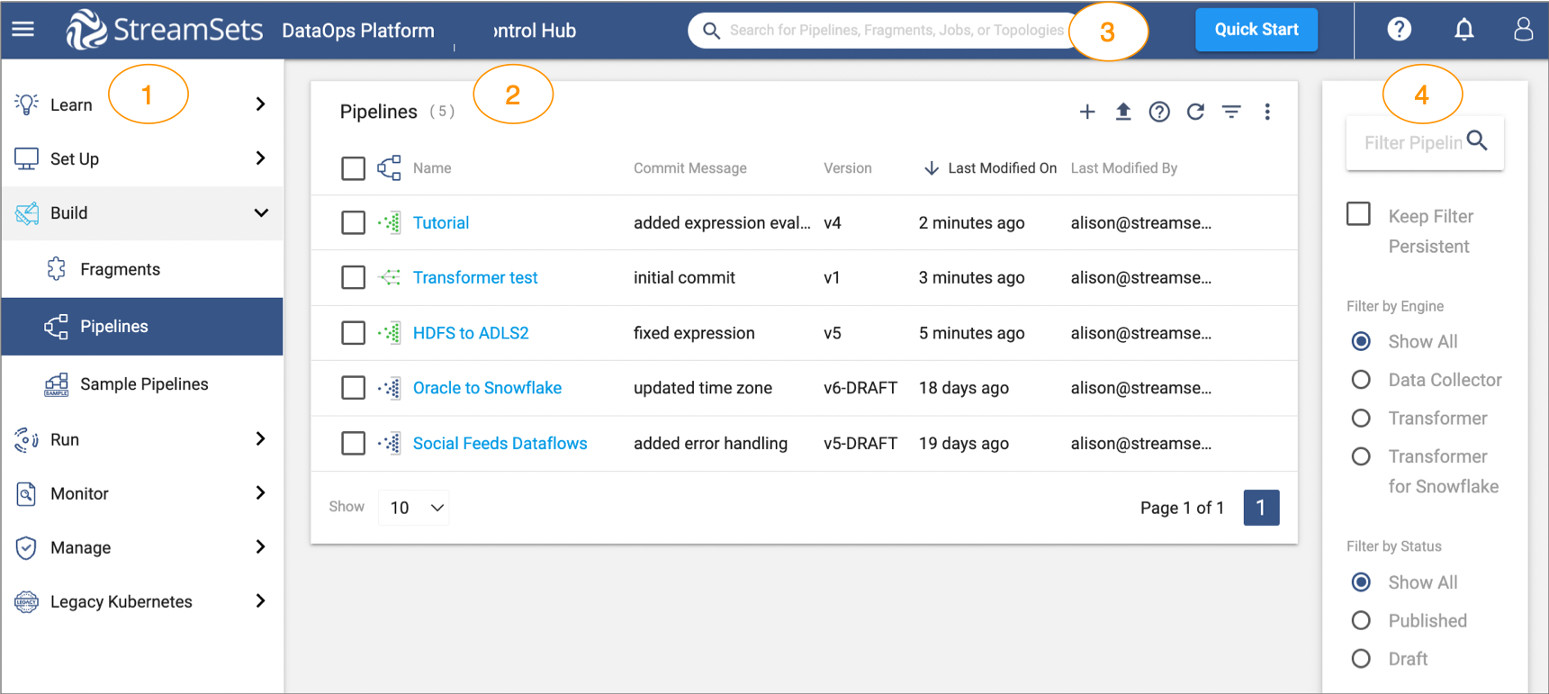 StreamSets DataOps Platform ontrol Hub Search for Pipelines, Fragments, Jobs, or Topologies 3 Quick Start
1
Learn
Set Up
Build
Fragments
Pipelines
Sample Pipelines
SAMPLE
Run
Monitor
Manage
Legacy Kubernetes
LEGACY
2
Pipelines (5)
Name Commit Message Version Last Modified On Last Modified By
Tutorial added expression eval... v4 2 minutes ago alison@streamse...
Transformer test initial commit v1 3 minutes ago alison@streamse...
HDFS to ADLS2 fixed expression v5 5 minutes ago alison@streamse...
Oracle to Snowflake updated time zone v6-DRAFT 18 days ago alison@streamse...
Social Feeds Dataflows added error handling v5-DRAFT 19 days ago alison@streamse...
Show 10 Page 1 of 1 1
4
Filter Pipelin
Keep Filter
Persistent
Filter by Engine
Show All
Data Collector
Transformer
Transformer
for Snowflake
Filter by Status
Show All
Published
Draft